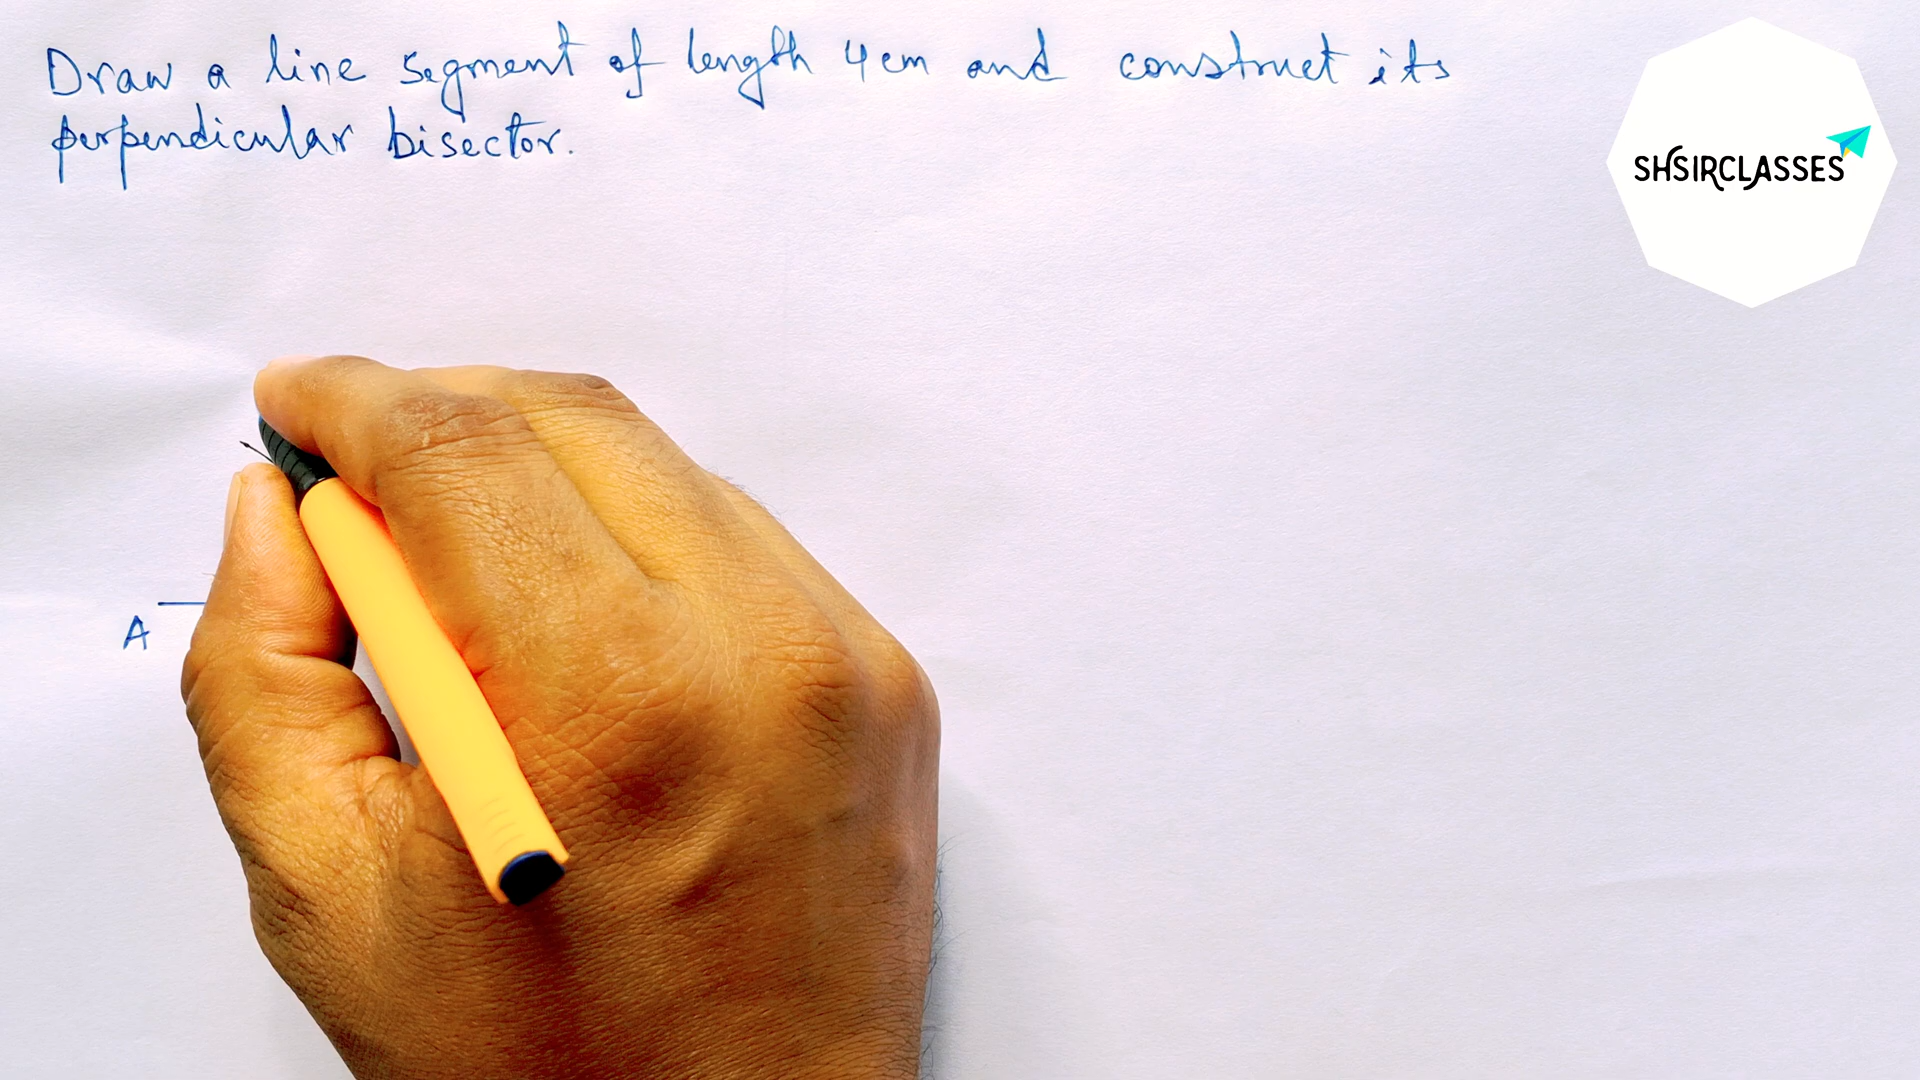 Draw a line segment of length 4 cm and construct its
perpendicular bisector.
SHSIRCLASSES
A